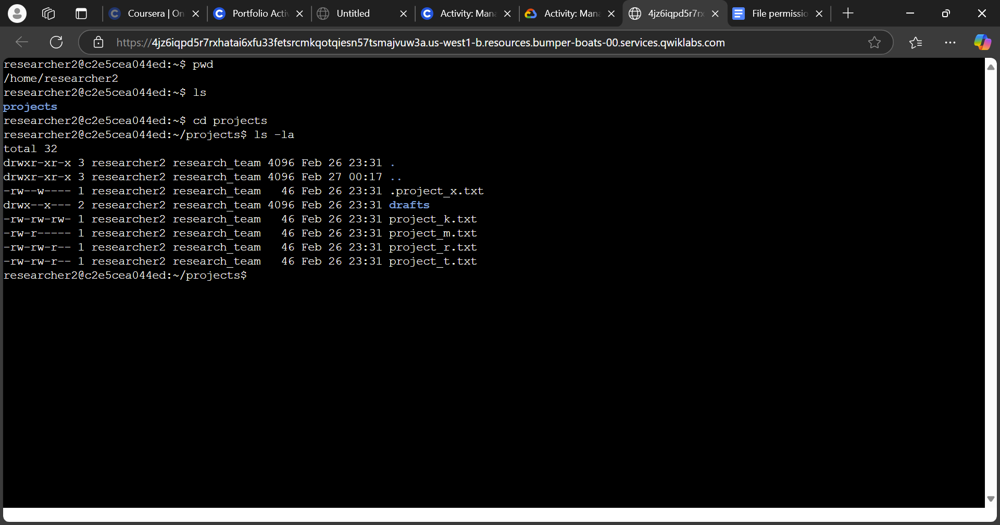 Coursera | On
Portfolio Activ
Untitled
Activity: Mana
Activity: Mana
4jz6iqpd5r7rx
File permissio
https://4jz6iqpd5r7rxhatai6xfu33fetsrcmkqotqiesn57tsmajvuw3a.us-west1-b.resources.bumper-boats-00.services.qwiklabs.com
researcher2@c2e5cea044ed:~$ pwd
/home/researcher2
researcher2@c2e5cea044ed:~$ ls
projects
researcher2@c2e5cea044ed:~$ cd projects
researcher2@c2e5cea044ed:~/projects$ ls -la
total 32
drwxr-xr-x 3 researcher2 research_team 4096 Feb 26 23:31 .
drwxr-xr-x 3 researcher2 research_team 4096 Feb 27 00:17 ..
-rw--w---- 1 researcher2 research_team   46 Feb 26 23:31 .project_x.txt
drwx--x--- 2 researcher2 research_team 4096 Feb 26 23:31 drafts
-rw-rw-rw- 1 researcher2 research_team   46 Feb 26 23:31 project_k.txt
-rw-r----- 1 researcher2 research_team   46 Feb 26 23:31 project_m.txt
-rw-rw-r-- 1 researcher2 research_team   46 Feb 26 23:31 project_r.txt
-rw-rw-r-- 1 researcher2 research_team   46 Feb 26 23:31 project_t.txt
researcher2@c2e5cea044ed:~/projects$